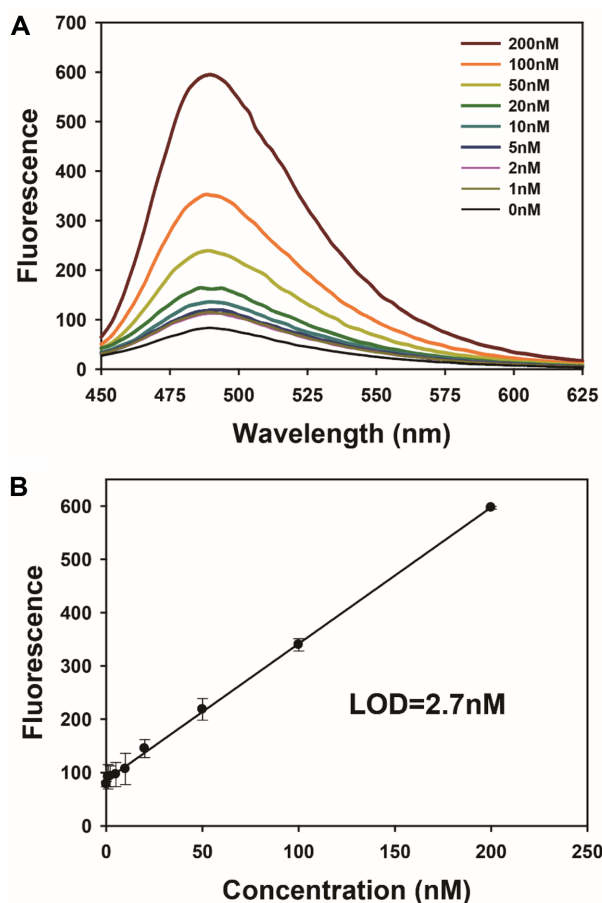 A
700
600
500
400
300
200
100
0
Fluorescence
200nM
100nM
50nM
20nM
10nM
5nM
2nM
1nM
0nM
450 475 500 525 550 575 600 625
Wavelength (nm)
B
600
500
400
300
200
100
0
Fluorescence
LOD=2.7nM
0 50 100 150 200 250
Concentration (nM)